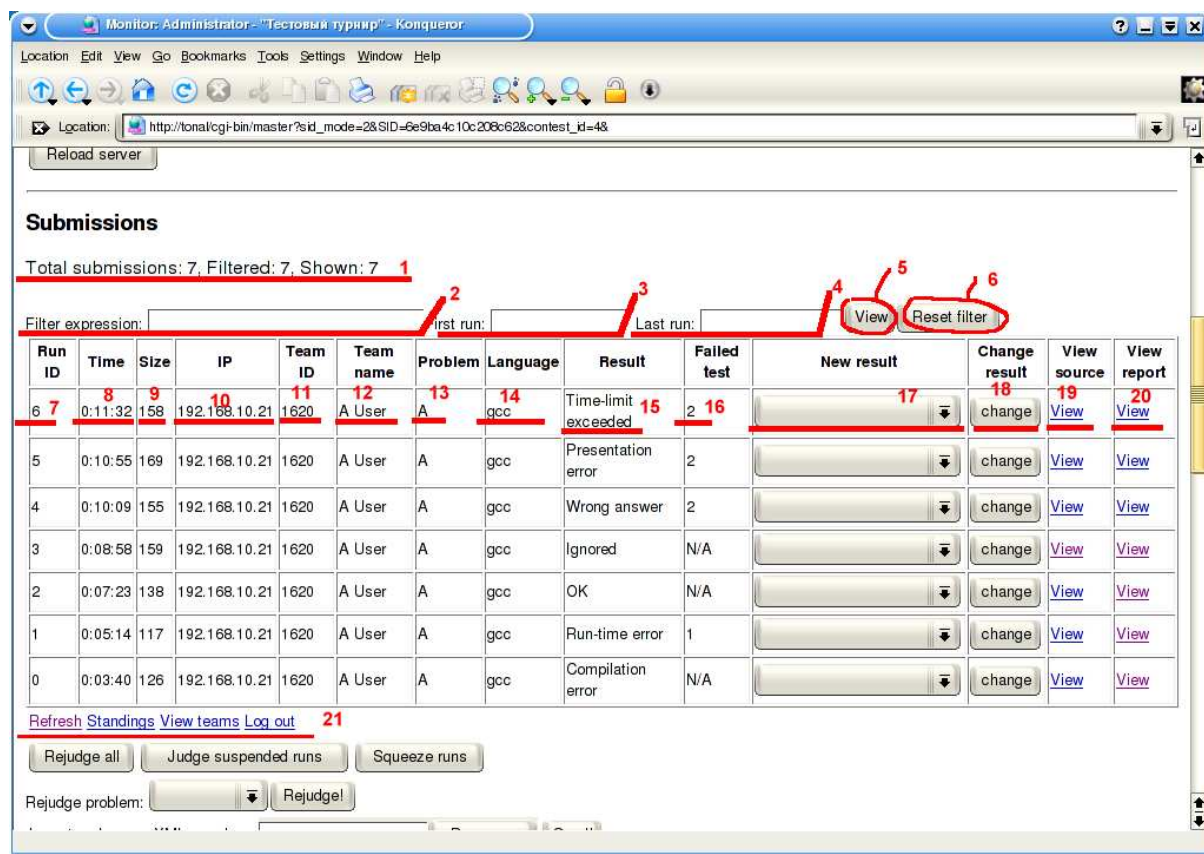 Monitor: Administrator - "Тестовый турнир" - Konqueror
Location Edit View Go Bookmarks Tools Settings Window Help
Location: http://tonal/cgi-bin/master?sid_mode=2&SID=6e9ba4c10c208c62&contest_id=4&
Reload server
Submissions
Total submissions: 7, Filtered: 7, Shown: 7 1
2 3 4 5 6
Filter expression: First run: Last run: View Reset filter
Run ID Time Size IP Team ID Team name Problem Language Result Failed test New result Change result View source View report
7 8 9 10 11 12 13 14 15 16 17 18 19 20
6 0:11:32 158 192.168.10.21 1620 A User A gcc Time-limit exceeded 2 change View View
5 0:10:55 169 192.168.10.21 1620 A User A gcc Presentation error 2 change View View
4 0:10:09 155 192.168.10.21 1620 A User A gcc Wrong answer 2 change View View
3 0:08:58 159 192.168.10.21 1620 A User A gcc Ignored N/A change View View
2 0:07:23 138 192.168.10.21 1620 A User A gcc OK N/A change View View
1 0:05:14 117 192.168.10.21 1620 A User A gcc Run-time error 1 change View View
0 0:03:40 126 192.168.10.21 1620 A User A gcc Compilation error N/A change View View
Refresh Standings View teams Log out 21
Rejudge all Judge suspended runs Squeeze runs
Rejudge problem: Rejudge!